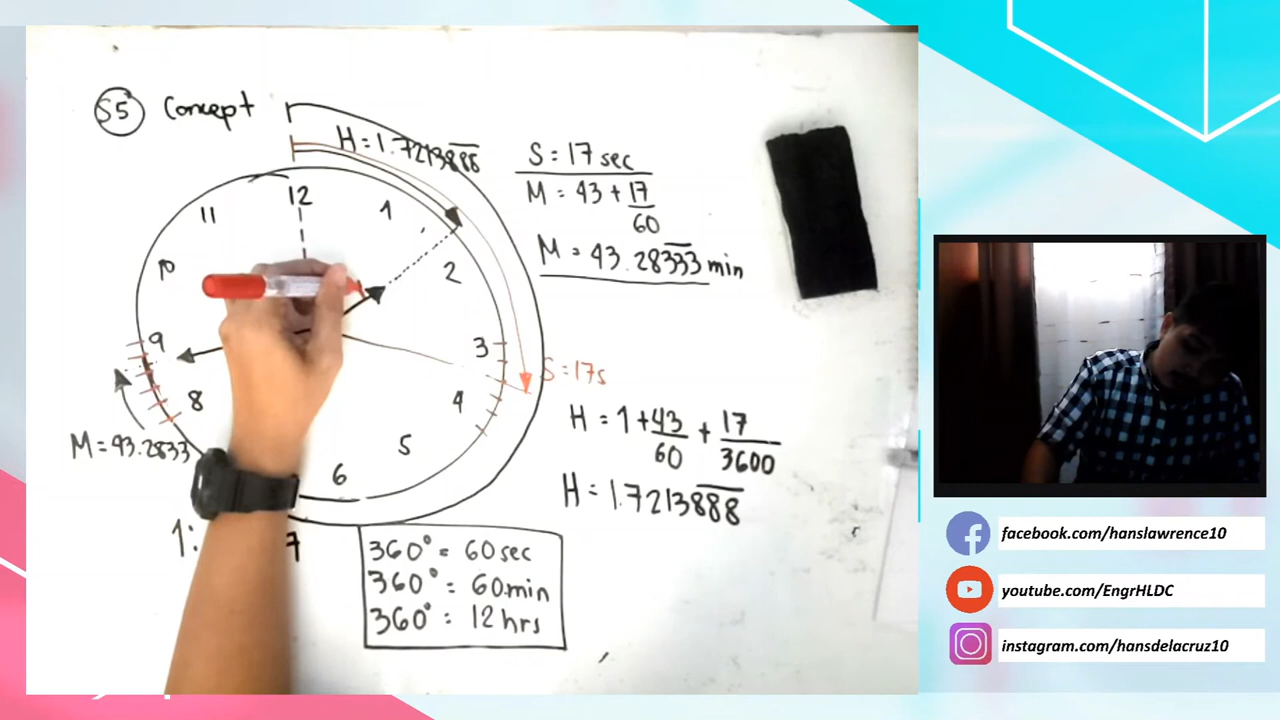 S5 Concept
H = 1.7213888
S = 17 sec
M = 43 + 17/60
M = 43.28333 min
12
1
2
3
4
5
6
8
9
10
11
S = 17s
M = 43.2833
H = 1 + 43/60 + 17/3600
H = 1.7213888
1:
7
360° = 60 sec
360° = 60 min
360° = 12 hrs
facebook.com/hanslawrence10
youtube.com/EngrHLDC
instagram.com/hansdelacruz10